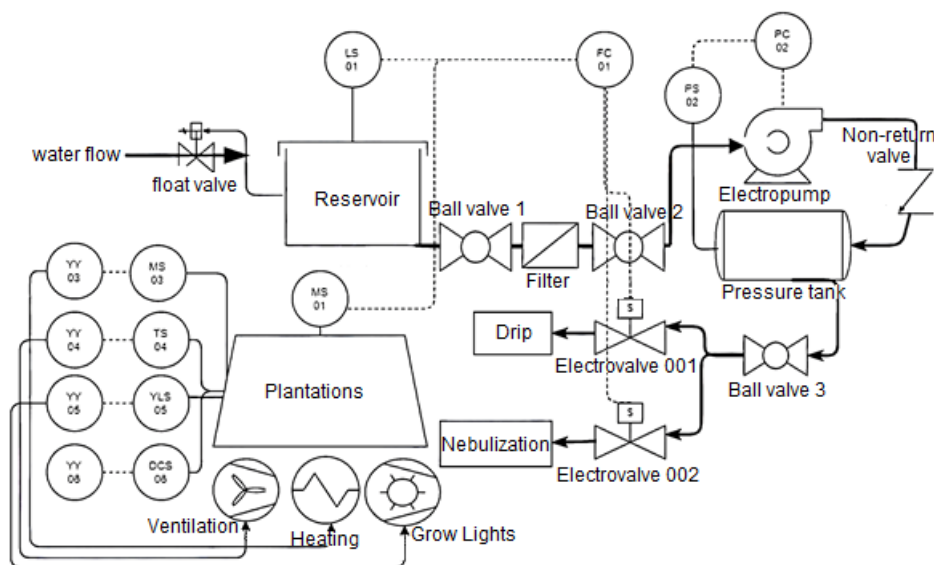 LS
01
FC
01
PC
02
PS
02
water flow
float valve
Reservoir
Ball valve 1
Filter
Ball valve 2
Electropump
Non-return
valve
Pressure tank
YY
03
MS
03
MS
01
YY
04
TS
04
Plantations
YY
05
YLS
05
YY
06
DCS
06
Drip
S
Electrovalve 001
Ball valve 3
Nebulization
S
Electrovalve 002
Ventilation
Heating
Grow Lights